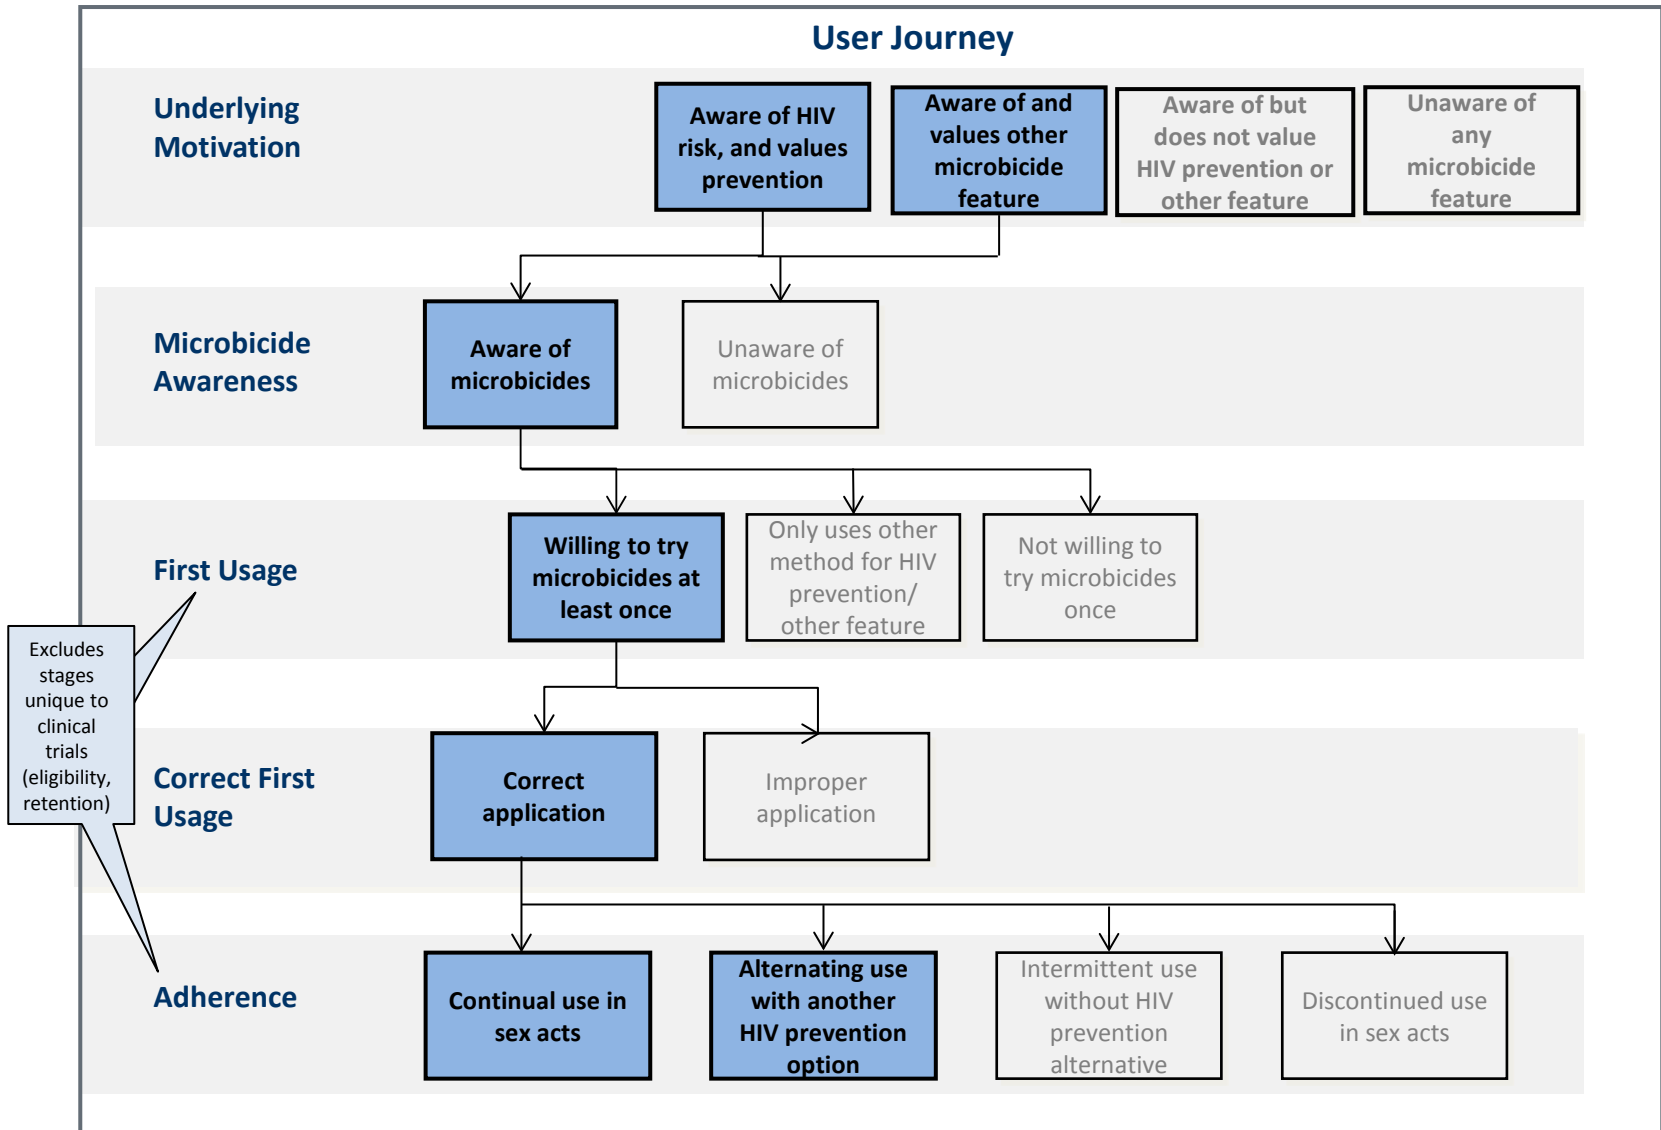 User Journey
Underlying
Motivation
Aware of HIV
risk, and values
prevention
Aware of and
values other
microbicide
feature
Aware of but
does not value
HIV prevention or
other feature
Unaware of
any
microbicide
feature
Microbicide
Awareness
Aware of
microbicides
Unaware of
microbicides
First Usage
Willing to try
microbicides at
least once
Only uses other
method for HIV
prevention/
other feature
Not willing to
try microbicides
once
Excludes
stages
unique to
clinical
trials
(eligibility,
retention)
Correct First
Usage
Correct
application
Improper
application
Adherence
Continual use in
sex acts
Alternating use
with another
HIV prevention
option
Intermittent use
without HIV
prevention
alternative
Discontinued use
in sex acts